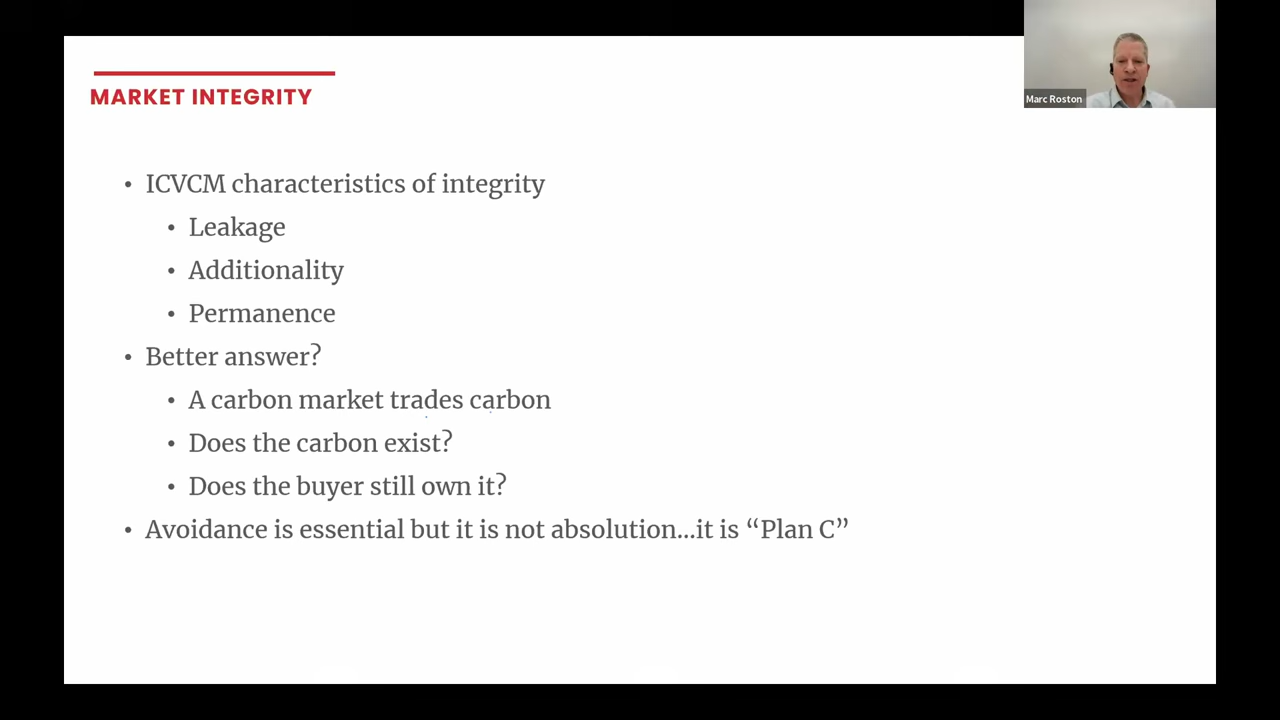 MARKET INTEGRITY
Marc Roston
• ICVCM characteristics of integrity
• Leakage
• Additionality
• Permanence
• Better answer?
• A carbon market trades carbon
• Does the carbon exist?
• Does the buyer still own it?
• Avoidance is essential but it is not absolution...it is “Plan C”